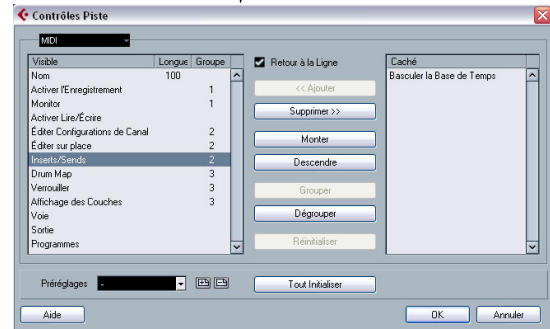 Contrôles Piste
MIDI
Visible Longue Groupe
Nom 100
Activer l'Enregistrement 1
Monitor 1
Activer Lire/Écrire
Éditer Configurations de Canal 2
Éditer sur place 2
Inserts/Sends 2
Drum Map 3
Verrouiller 3
Affichage des Couches 3
Voie
Sortie
Programmes
Retour à la Ligne
<< Ajouter
Supprimer >>
Monter
Descendre
Grouper
Dégrouper
Réinitialiser
Caché
Basculer la Base de Temps
Préréglages -
Tout Initialiser
Aide
OK
Annuler